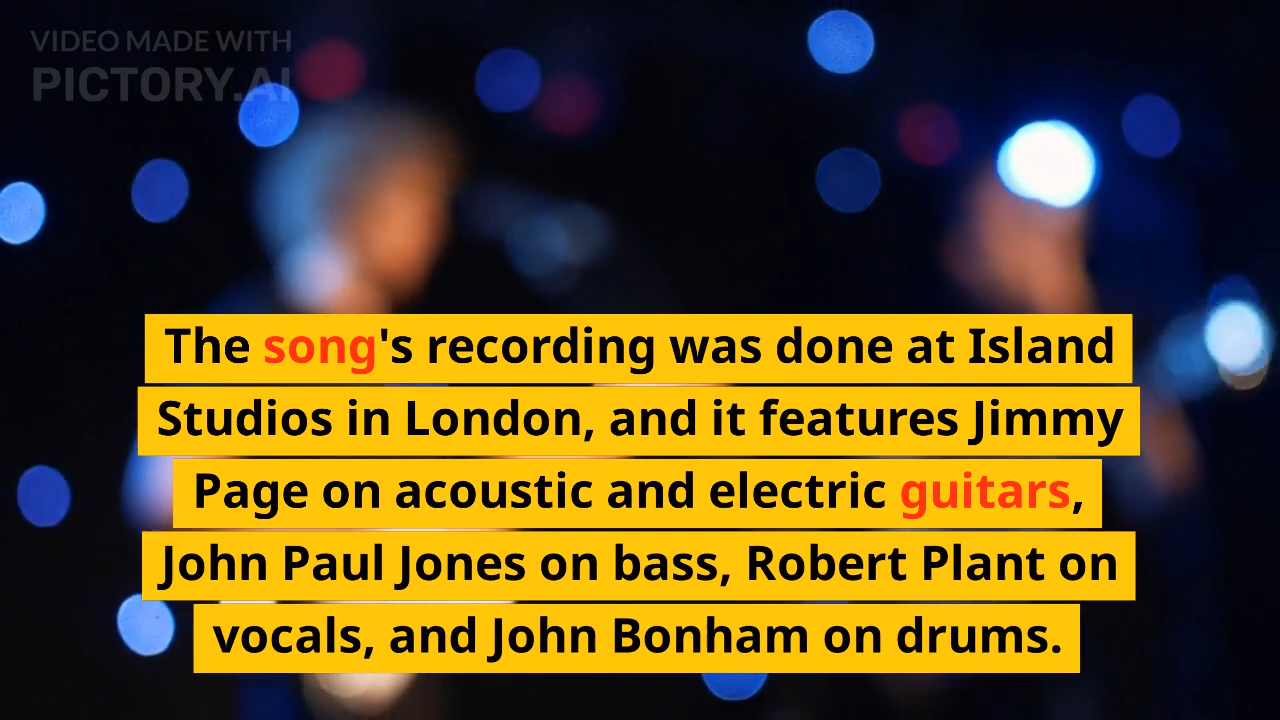 VIDEO MADE WITH
PICTORY.AI
The song's recording was done at Island
Studios in London, and it features Jimmy
Page on acoustic and electric guitars,
John Paul Jones on bass, Robert Plant on
vocals, and John Bonham on drums.